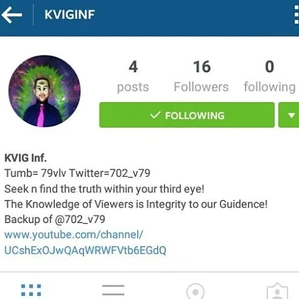 KVIGINF
4 16 0
posts Followers following
✓ FOLLOWING
KVIG Inf.
Tumb= 79vlv Twitter=702_v79
Seek n find the truth within your third eye!
The Knowledge of Viewers is Integrity to our Guidence!
Backup of @702_v79
www.youtube.com/channel/
UCshExOJwQAqWRWFVtb6EGdQ